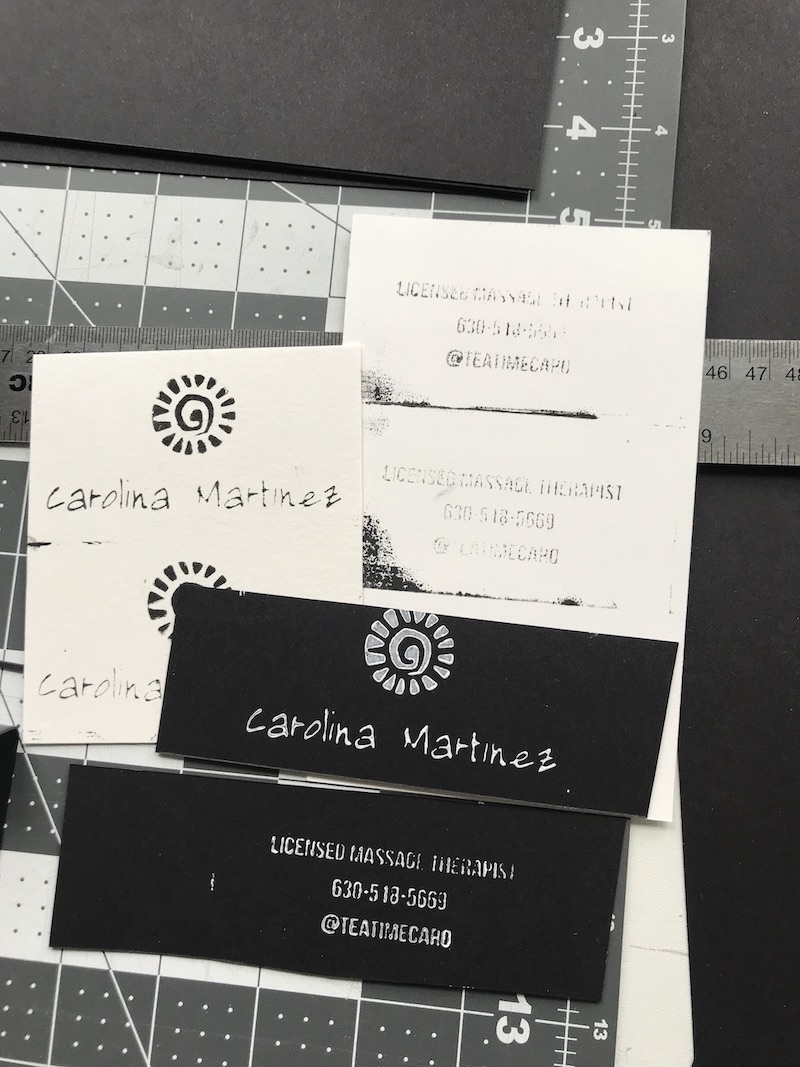 3
3
4
4
5
5
LICENSED MASSAGE THERAPIST
630-518-5669
@TEATIMECARO
46 47 48
9
13
Carolina Martinez
LICENSED MASSAGE THERAPIST
630-518-5669
@TEATIMECARO
Carolina
Carolina Martinez
LICENSED MASSAGE THERAPIST
630-518-5669
@TEATIMECARO
13
13